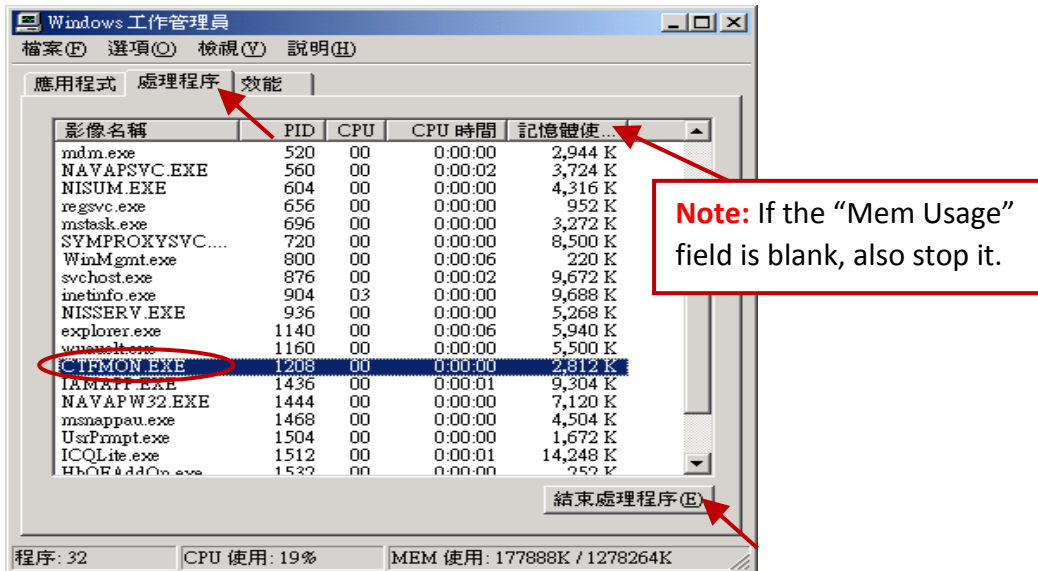 Windows 工作管理員
檔案(F) 選項(O) 檢視(V) 說明(H)
應用程式 處理程序 效能
影像名稱 PID CPU CPU 時間 記憶體使...
mdm.exe 520 00 0:00:00 2,944 K
NAVAPSVC.EXE 560 00 0:00:02 3,724 K
NISUM.EXE 604 00 0:00:00 4,316 K
regsvc.exe 656 00 0:00:00 952 K
mstask.exe 696 00 0:00:00 3,272 K
SYMPROXYSVC.... 720 00 0:00:00 8,500 K
WinMgmt.exe 800 00 0:00:06 220 K
svchost.exe 876 00 0:00:02 9,672 K
inetinfo.exe 904 03 0:00:00 9,688 K
NISSERV.EXE 936 00 0:00:00 5,268 K
explorer.exe 1140 00 0:00:06 5,940 K
wuauclt.exe 1160 00 0:00:00 5,500 K
CTFMON.EXE 1208 00 0:00:00 2,812 K
IAMAPP.EXE 1436 00 0:00:01 9,304 K
NAVAPW32.EXE 1444 00 0:00:00 7,120 K
msnappau.exe 1468 00 0:00:00 4,504 K
UsrPrmpt.exe 1504 00 0:00:00 1,672 K
ICQLite.exe 1512 00 0:00:01 14,248 K
HbOEAddOn.exe 1532 00 0:00:00 252 K
Note: If the “Mem Usage”
field is blank, also stop it.
結束處理程序(E)
程序: 32 CPU 使用: 19% MEM 使用: 177888K / 1278264K